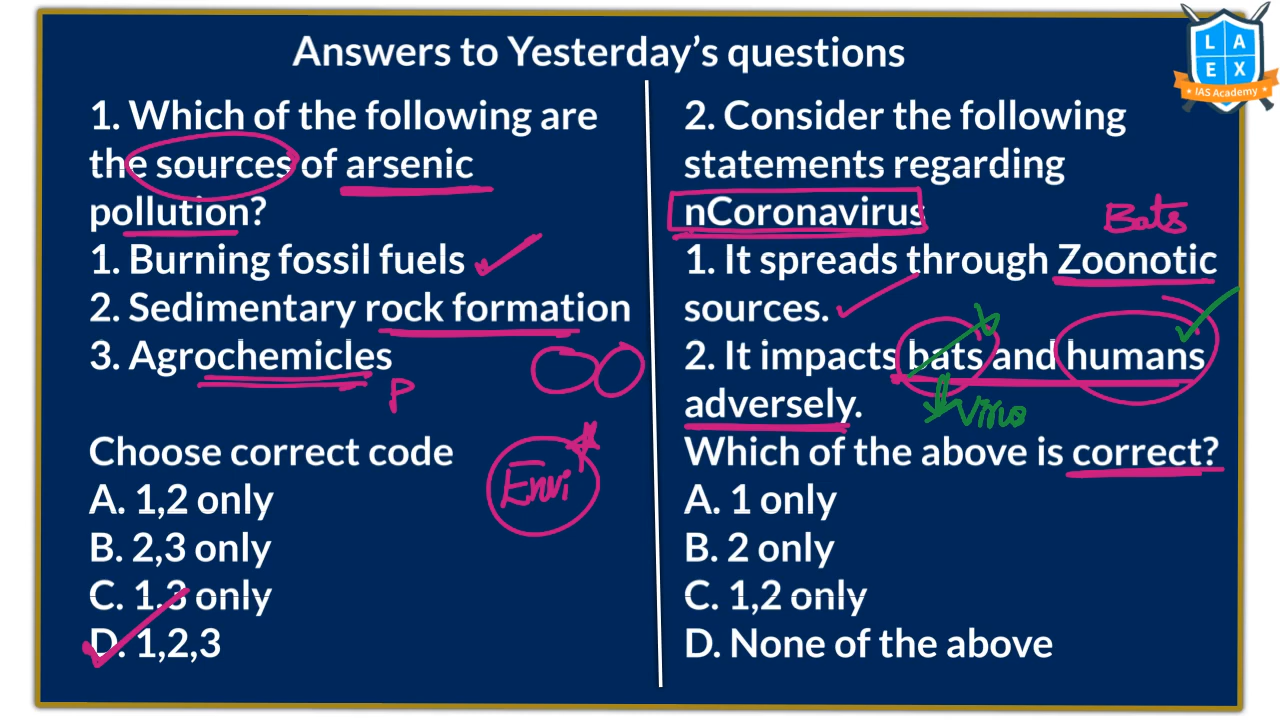 Answers to Yesterday's questions
1. Which of the following are
the sources of arsenic
pollution?
1. Burning fossil fuels
2. Sedimentary rock formation
3. Agrochemicles
P
Envi
Choose correct code
A. 1,2 only
B. 2,3 only
C. 1,3 only
D. 1,2,3
2. Consider the following
statements regarding
nCoronavirus
Bats
1. It spreads through Zoonotic
sources.
2. It impacts bats and humans
adversely.
Virus
Which of the above is correct?
A. 1 only
B. 2 only
C. 1,2 only
D. None of the above
L A
E X
IAS Academy